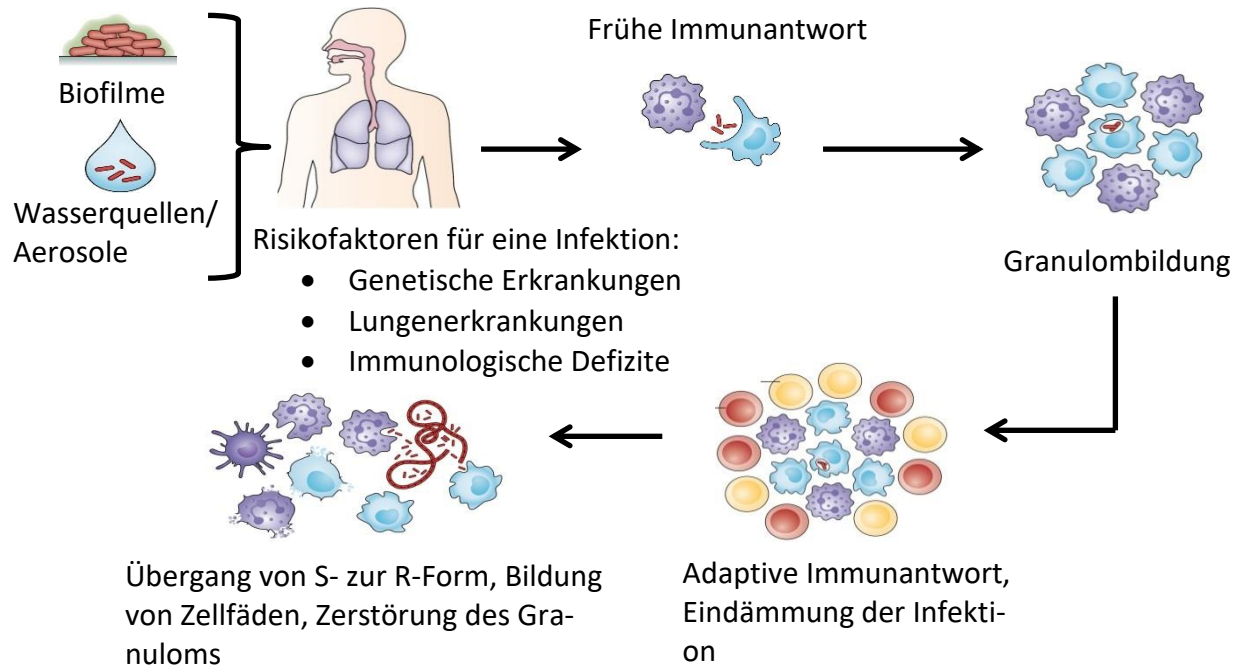 Biofilme
Wasserquellen/
Aerosole
Risikofaktoren für eine Infektion:
• Genetische Erkrankungen
• Lungenerkrankungen
• Immunologische Defizite
Frühe Immunantwort
Granulombildung
Adaptive Immunantwort,
Eindämmung der Infekti-
on
Übergang von S- zur R-Form, Bildung
von Zellfäden, Zerstörung des Gra-
nuloms